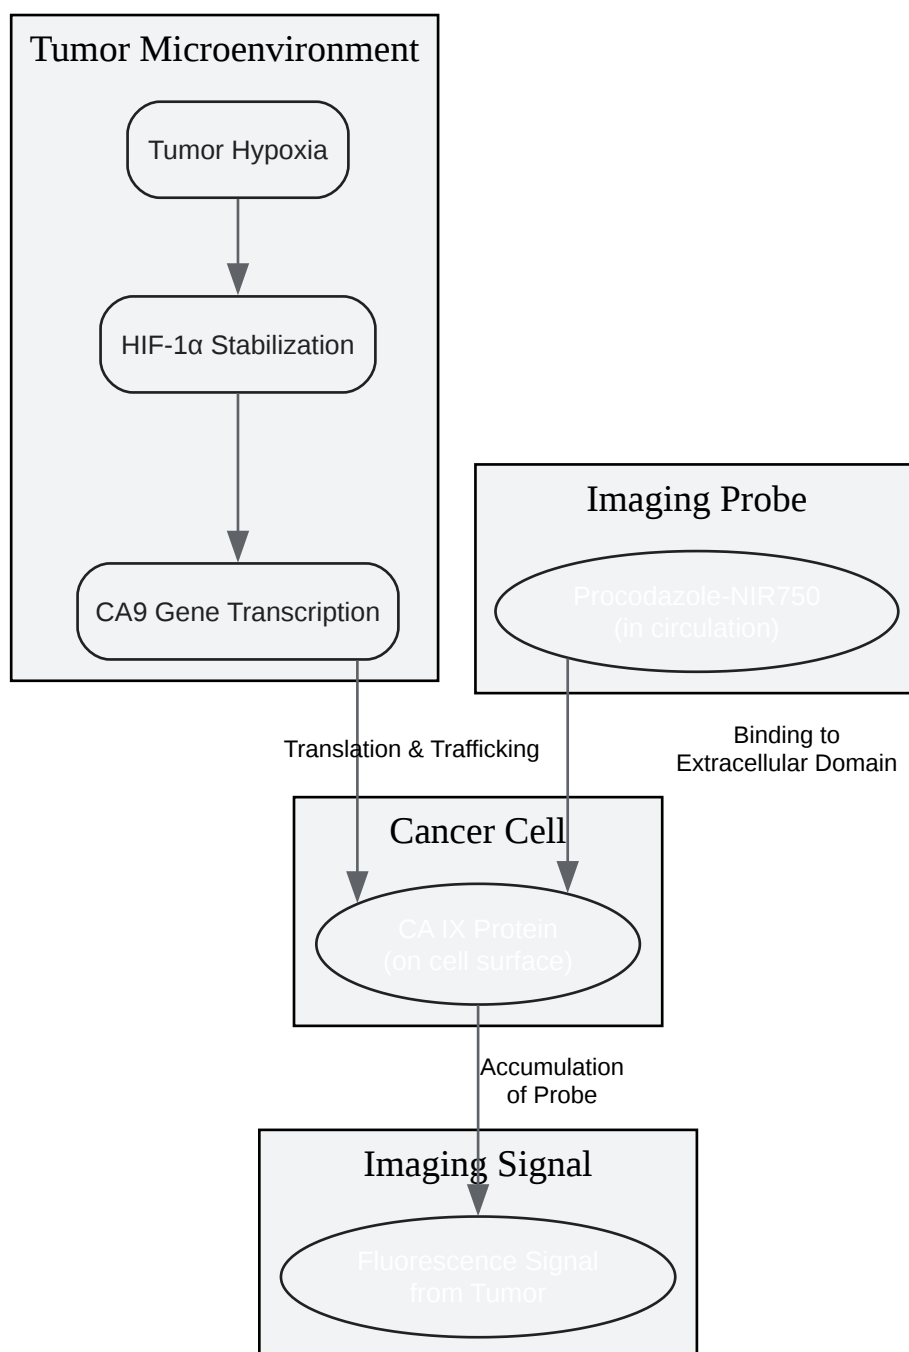 Tumor Microenvironment
Tumor Hypoxia
HIF-1α Stabilization
CA9 Gene Transcription
Imaging Probe
Procodazole-NIR750
(in circulation)
Translation & Trafficking
Binding to
Extracellular Domain
Cancer Cell
CA IX Protein
(on cell surface)
Accumulation
of Probe
Imaging Signal
Fluorescence Signal
from Tumor